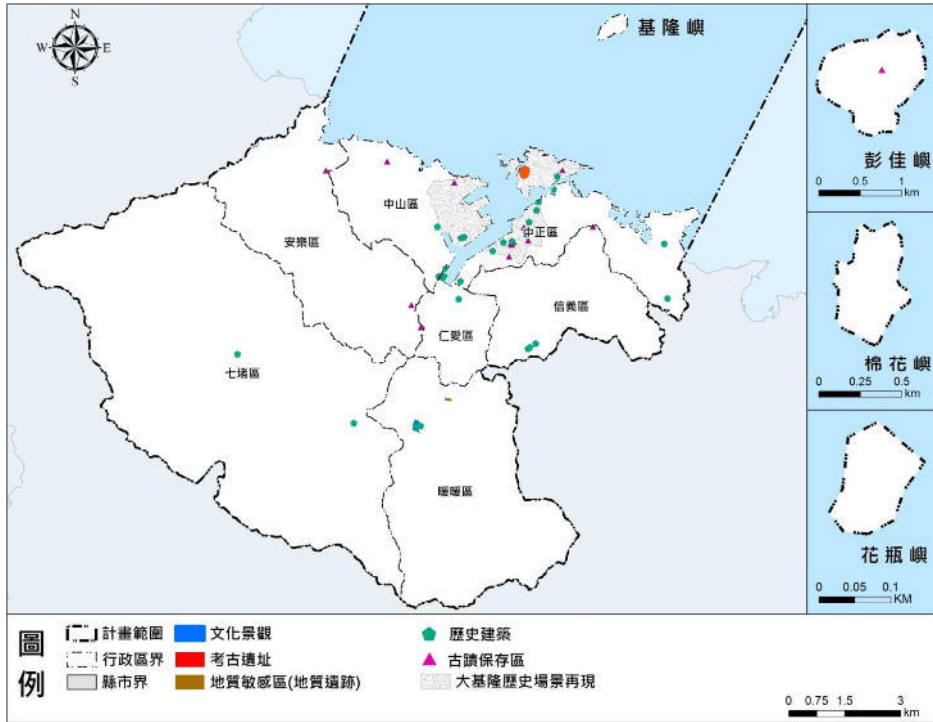 N
W E
S
基隆嶼
彭佳嶼
0 0.5 1
km
中山區
安樂區
中正區
信義區
仁愛區
七堵區
暖暖區
棉花嶼
0 0.25 0.5
km
花瓶嶼
0 0.05 0.1
KM
圖例
計畫範圍 文化景觀 歷史建築
行政區界 考古遺址 古蹟保存區
縣市界 地質敏感區(地質遺跡) 大基隆歷史場景再現
0 0.75 1.5 3
km